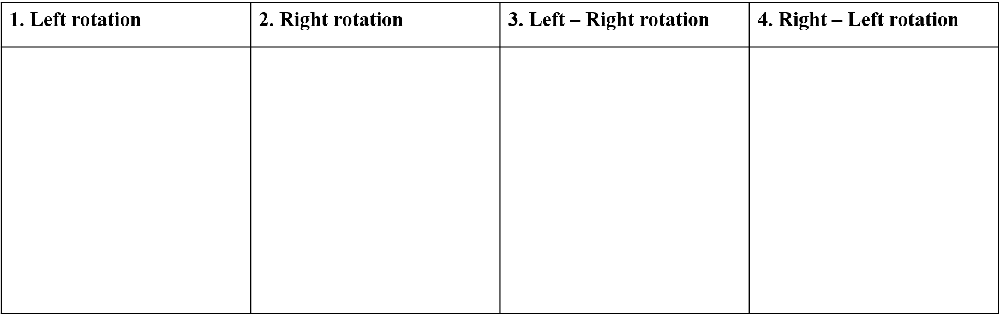 1. Left rotation
2. Right rotation
3. Left – Right rotation
4. Right – Left rotation